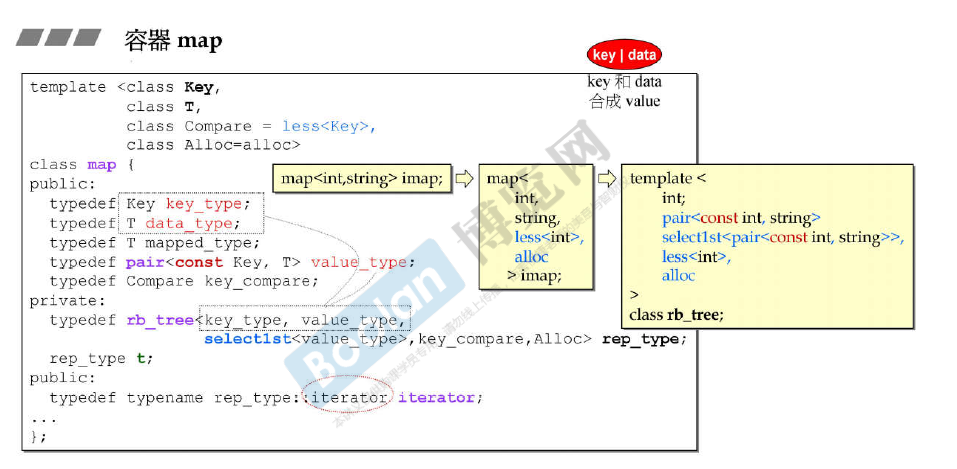 容器 map
key | data
key 和 data
合成 value
template <class Key,
class T,
class Compare = less<Key>,
class Alloc=alloc>
class map {
public:
typedef Key key_type;
typedef T data_type;
typedef T mapped_type;
typedef pair<const Key, T> value_type;
typedef Compare key_compare;
private:
typedef rb_tree<key_type, value_type,
select1st<value_type>,key_compare,Alloc> rep_type;
rep_type t;
public:
typedef typename rep_type::iterator iterator;
...
};
map<int,string> imap;
map<
int,
string,
less<int>,
alloc
> imap;
template <
int;
pair<const int, string>
select1st<pair<const int, string>>,
less<int>,
alloc
>
class rb_tree;
Boolan
博览网